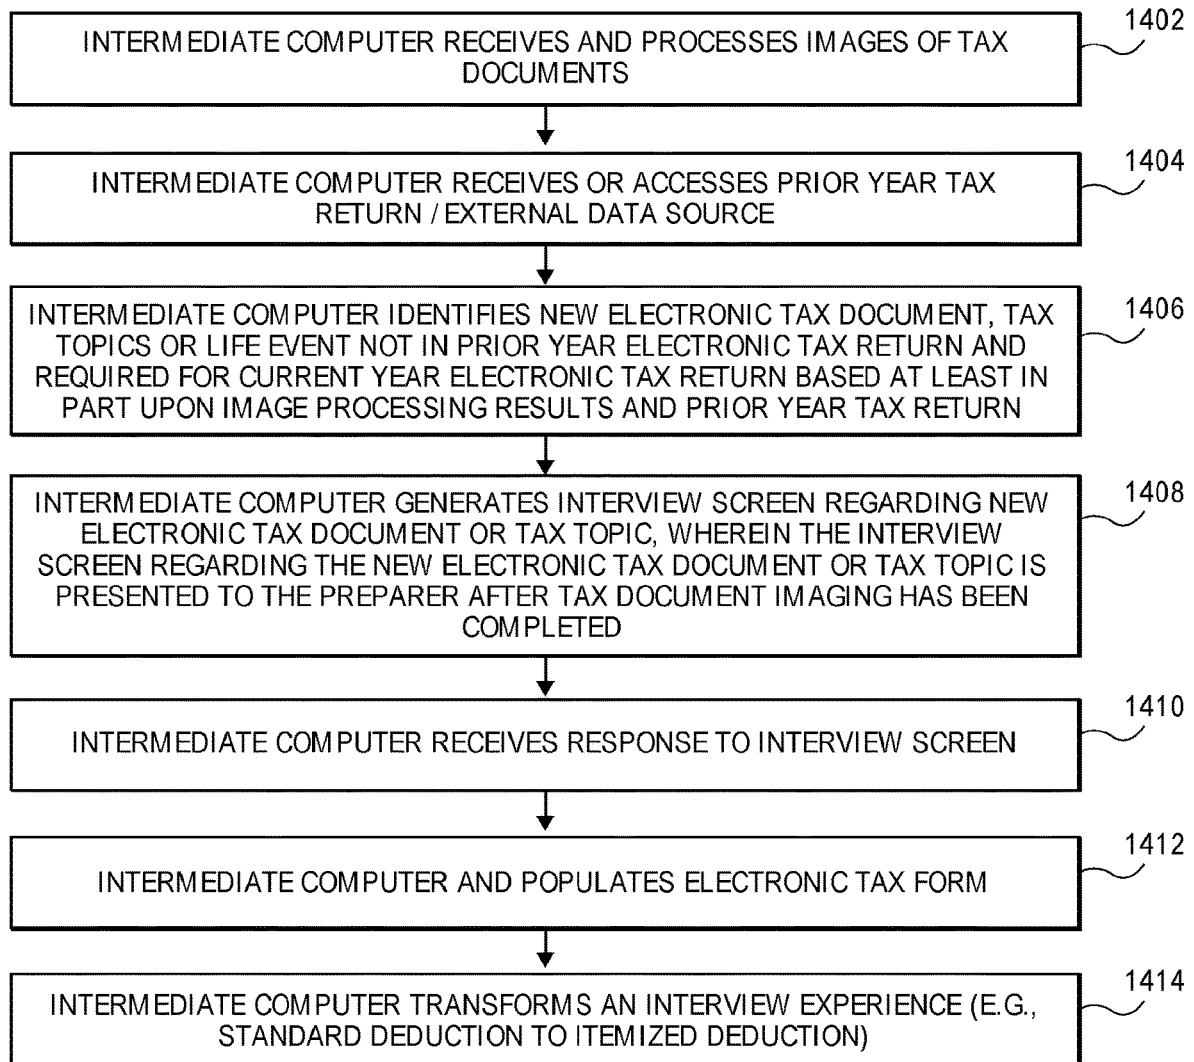 INTERMEDIATE COMPUTER RECEIVES AND PROCESSES IMAGES OF TAX
DOCUMENTS
1402
INTERMEDIATE COMPUTER RECEIVES OR ACCESSES PRIOR YEAR TAX
RETURN / EXTERNAL DATA SOURCE
1404
INTERMEDIATE COMPUTER IDENTIFIES NEW ELECTRONIC TAX DOCUMENT, TAX
TOPICS OR LIFE EVENT NOT IN PRIOR YEAR ELECTRONIC TAX RETURN AND
REQUIRED FOR CURRENT YEAR ELECTRONIC TAX RETURN BASED AT LEAST IN
PART UPON IMAGE PROCESSING RESULTS AND PRIOR YEAR TAX RETURN
1406
INTERMEDIATE COMPUTER GENERATES INTERVIEW SCREEN REGARDING NEW
ELECTRONIC TAX DOCUMENT OR TAX TOPIC, WHEREIN THE INTERVIEW
SCREEN REGARDING THE NEW ELECTRONIC TAX DOCUMENT OR TAX TOPIC IS
PRESENTED TO THE PREPARER AFTER TAX DOCUMENT IMAGING HAS BEEN
COMPLETED
1408
INTERMEDIATE COMPUTER RECEIVES RESPONSE TO INTERVIEW SCREEN
1410
INTERMEDIATE COMPUTER AND POPULATES ELECTRONIC TAX FORM
1412
INTERMEDIATE COMPUTER TRANSFORMS AN INTERVIEW EXPERIENCE (E.G.,
STANDARD DEDUCTION TO ITEMIZED DEDUCTION)
1414